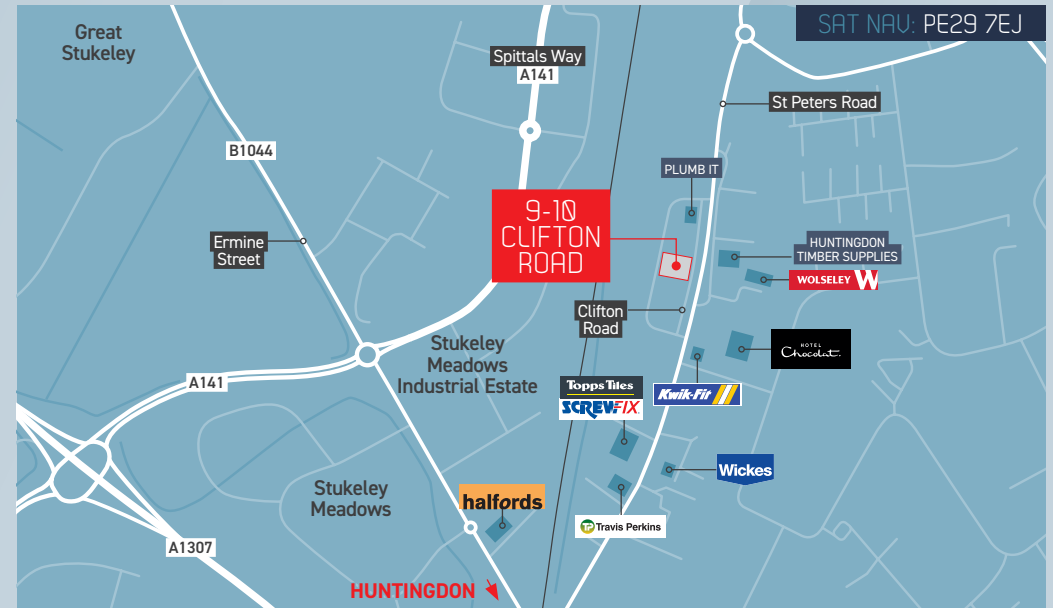 Great
Stukeley
SAT NAV: PE29 7EJ
Spittals Way
A141
St Peters Road
B1044
PLUMB IT
9-10
CLIFTON
ROAD
Ermine
Street
HUNTINGDON
TIMBER SUPPLIES
WOLSELEY
Clifton
Road
Stukeley
Meadows
Industrial Estate
HOTEL
Chocolat.
A141
Topps Tiles
SCREWFIX
Kwik-Fit
Wickes
Stukeley
Meadows
halfords
TP Travis Perkins
A1307
HUNTINGDON